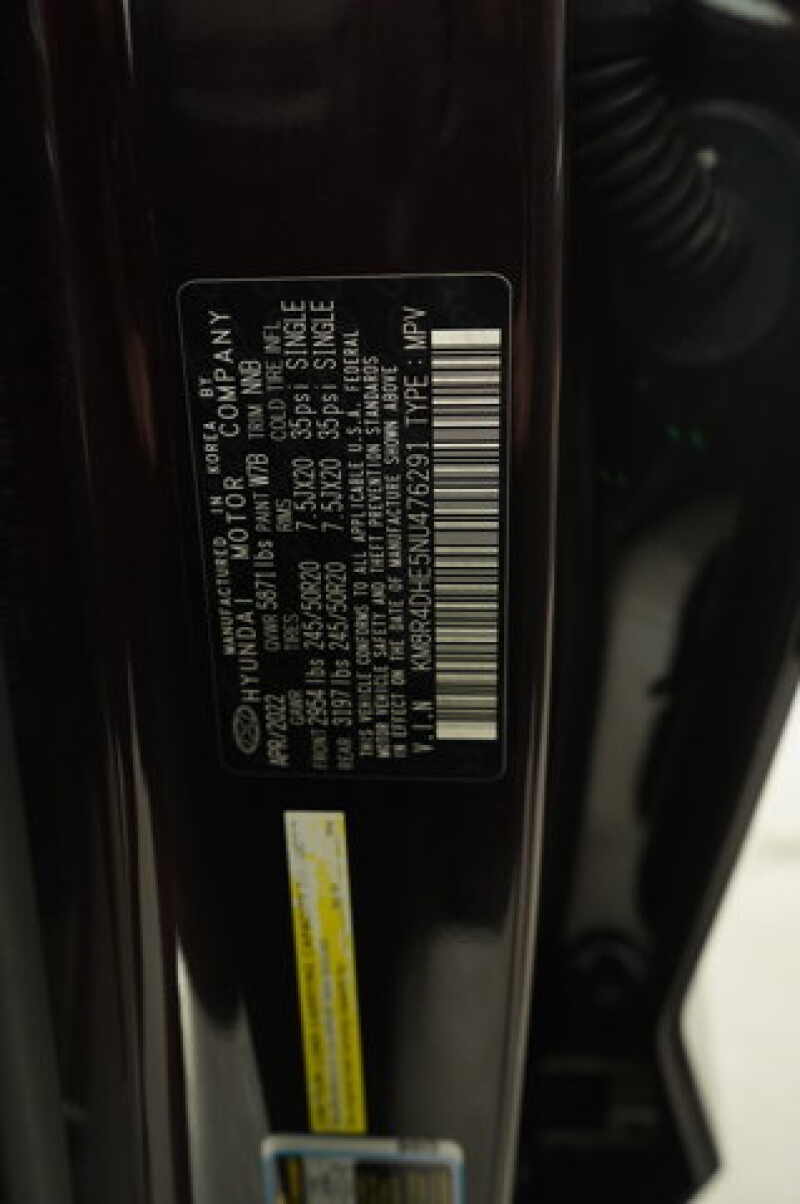 MANUFACTURED IN KOREA BY
HYUNDAI MOTOR COMPANY
APR/2022 GVWR 5871lbs PAINT W7B TRIM NNB
GAWR TIRES RIMS COLD TIRE INFL
FRONT 2954lbs 245/50R20 7.5JX20 35psi SINGLE
REAR 3197lbs 245/50R20 7.5JX20 35psi SINGLE
THIS VEHICLE CONFORMS TO ALL APPLICABLE U.S.A. FEDERAL
MOTOR VEHICLE SAFETY AND THEFT PREVENTION STANDARDS
IN EFFECT ON THE DATE OF MANUFACTURE SHOWN ABOVE
V.I.N KM8R4DHE5NU476291 TYPE : MPV